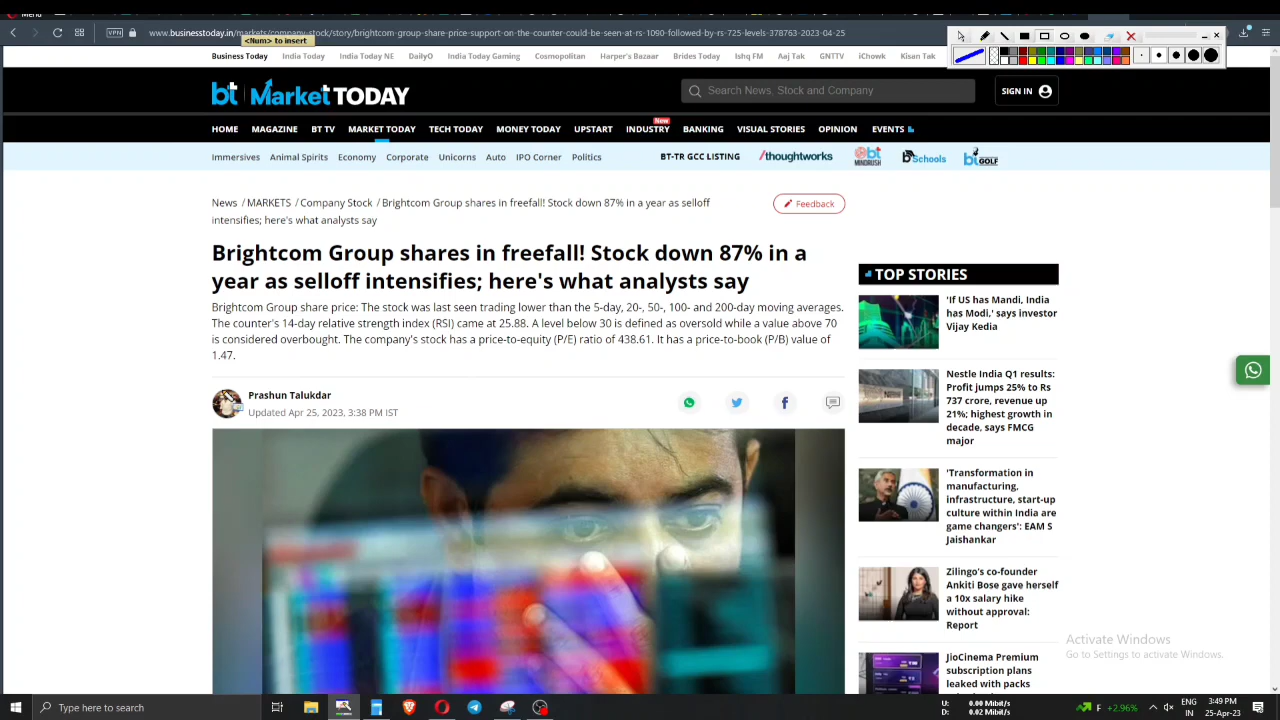 Menu
VPN
www.businesstoday.in/markets/company-stock/story/brightcom-group-share-price-support-on-the-counter-could-be-seen-at-rs-1090-followed-by-rs-725-levels-378763-2023-04-25
<Num> to insert
Business Today India Today India Today NE DailyO India Today Gaming Cosmopolitan Harper's Bazaar Brides Today Ishq FM Aaj Tak GNTTV iChowk Kisan Tak
bt Market TODAY
Search News, Stock and Company
SIGN IN
New
HOME MAGAZINE BT TV MARKET TODAY TECH TODAY MONEY TODAY UPSTART INDUSTRY BANKING VISUAL STORIES OPINION EVENTS
Immersives Animal Spirits Economy Corporate Unicorns Auto IPO Corner Politics BT-TR GCC LISTING /thoughtworks bt MINDRUSH b Schools bt GOLF
News / MARKETS / Company Stock / Brightcom Group shares in freefall! Stock down 87% in a year as selloff
intensifies; here's what analysts say
Feedback
Brightcom Group shares in freefall! Stock down 87% in a
year as selloff intensifies; here's what analysts say
Brightcom Group share price: The stock was last seen trading lower than the 5-day, 20-, 50-, 100- and 200-day moving averages.
The counter's 14-day relative strength index (RSI) came at 25.88. A level below 30 is defined as oversold while a value above 70
is considered overbought. The company's stock has a price-to-equity (P/E) ratio of 438.61. It has a price-to-book (P/B) value of
1.47.
Prashun Talukdar
Updated Apr 25, 2023, 3:38 PM IST
TOP STORIES
'If US has Mandi, India
has Modi,' says investor
Vijay Kedia
Nestle India Q1 results:
Profit jumps 25% to Rs
737 crore, revenue up
21%; highest growth in
decade, says FMCG
major
'Transformation in
manufacturing,
infrastructure, start-up
culture within India are
game changers': EAM S
Jaishankar
Zilingo's co-founder
Ankiti Bose gave herself
a 10x salary hike
without approval:
Report
JioCinema Premium
subscription plans
leaked with packs
Activate Windows
Go to Settings to activate Windows.
Type here to search
U: 0.00 Mibit/s
D: 0.02 Mibit/s
F +2.96%
ENG
IN
3:49 PM
25-Apr-23